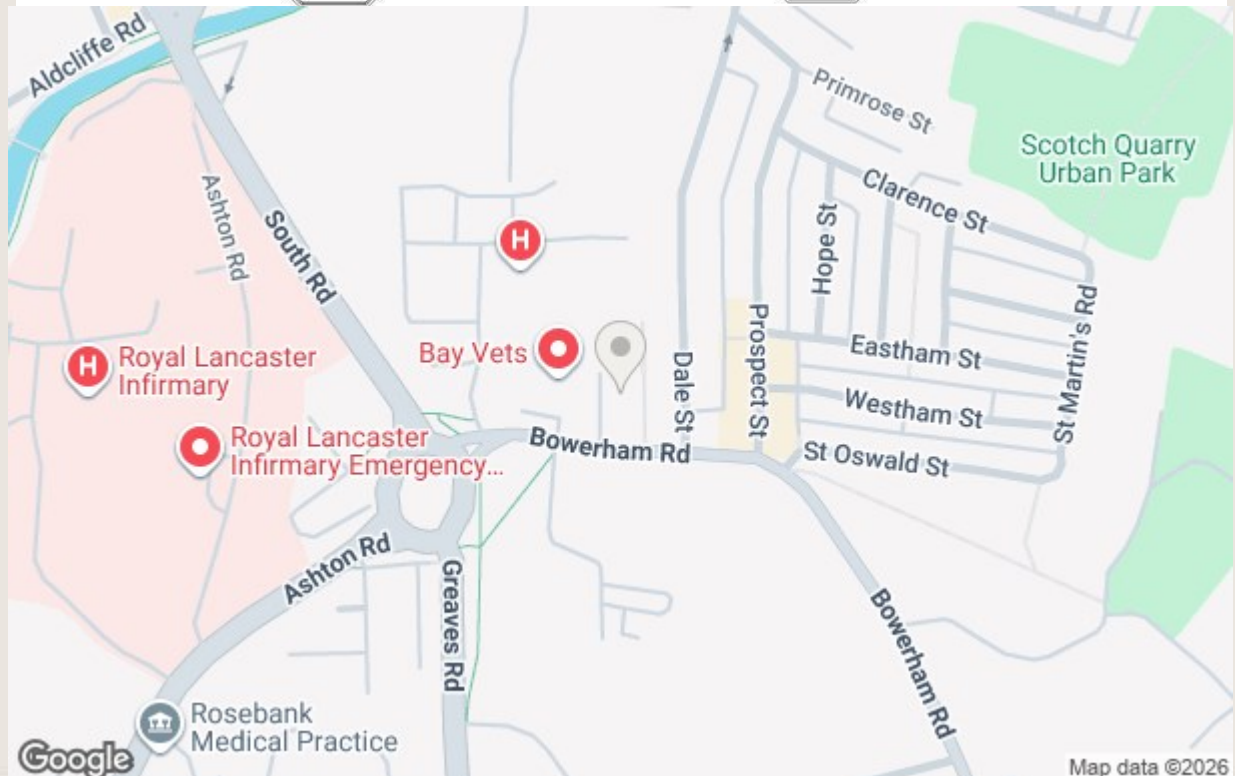 Aldcliffe Rd
Primrose St
Scotch Quarry
Urban Park
Ashton Rd
South Rd
H
Clarence St
Hope St
St Martin's Rd
Prospect St
Dale St
Bay Vets
Eastham St
H
Royal Lancaster
Infirmary
Westham St
Royal Lancaster
Infirmary Emergency...
Bowerham Rd
St Oswald St
Ashton Rd
Greaves Rd
Bowerham Rd
Rosebank
Medical Practice
Google
Map data ©2026